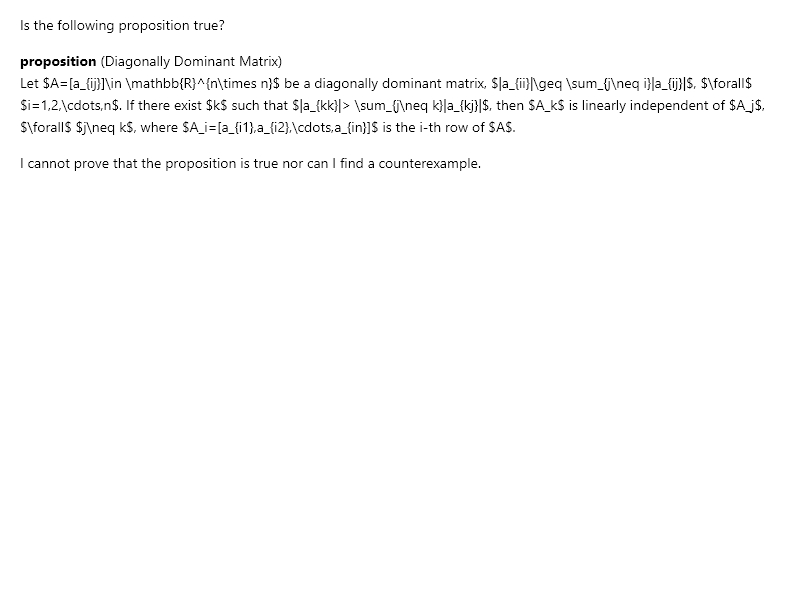 Is the following proposition true?
proposition (Diagonally Dominant Matrix)
Let $A=[a_{ij}]\in \mathbb{R}^{n\times n}$ be a diagonally dominant matrix, $|a_{ii}|\geq \sum_{j\neq i}|a_{ij}|$, $\forall$
$i=1,2,\cdots,n$. If there exist $k$ such that $|a_{kk}|> \sum_{j\neq k}|a_{kj}|$, then $A_k$ is linearly independent of $A_j$,
$\forall$ $j\neq k$, where $A_i=[a_{i1},a_{i2},\cdots,a_{in}]$ is the i-th row of $A$.
I cannot prove that the proposition is true nor can I find a counterexample.